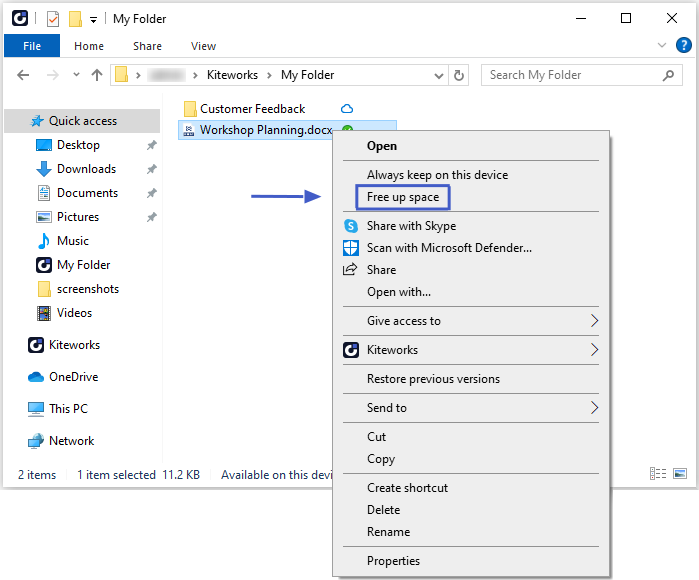 My Folder
File Home Share View
Kiteworks My Folder Search My Folder
Quick access
Desktop
Downloads
Documents
Pictures
Music
My Folder
screenshots
Videos
Kiteworks
OneDrive
This PC
Network
Customer Feedback
Workshop Planning.docx
Open
Always keep on this device
Free up space
Share with Skype
Scan with Microsoft Defender...
Share
Open with...
Give access to
Kiteworks
Restore previous versions
Send to
Cut
Copy
Create shortcut
Delete
Rename
Properties
2 items 1 item selected 11.2 KB Available on this devi